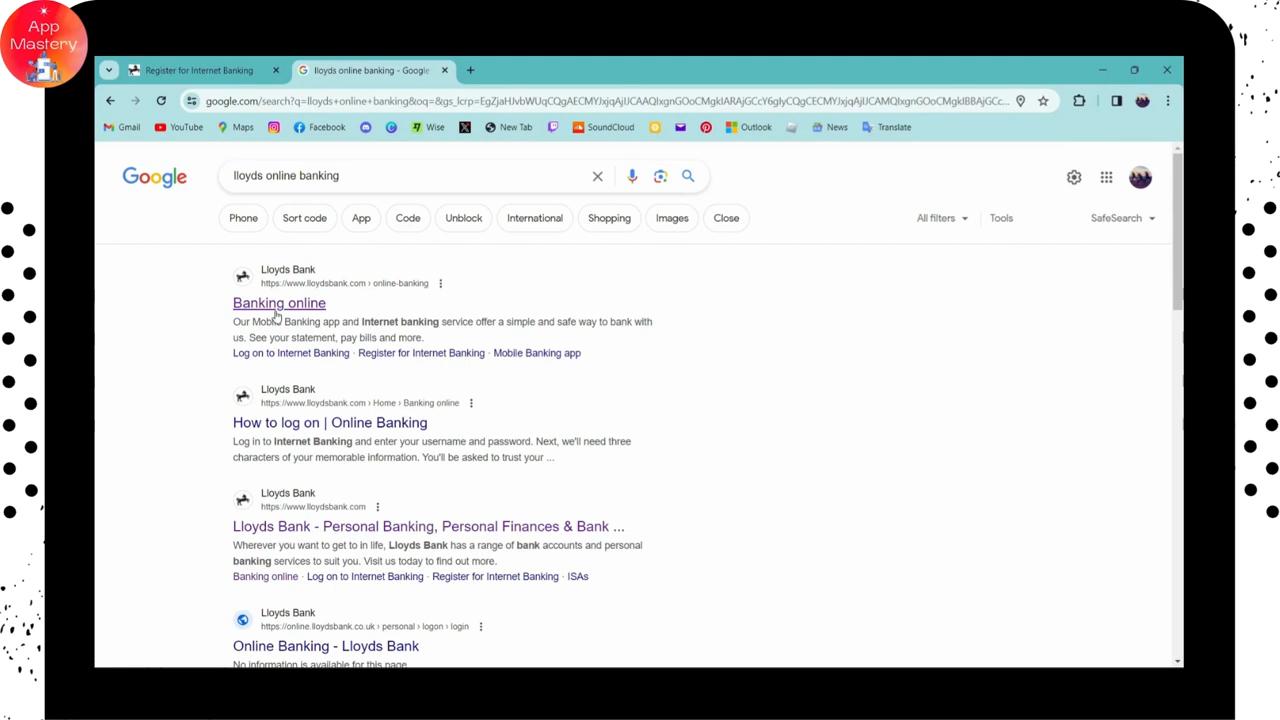 App
Mastery
Register for Internet Banking
lloyds online banking - Google
google.com/search?q=lloyds+online+banking&oq=&gs_lcrp=
Gmail YouTube Maps Facebook Wise New Tab SoundCloud Outlook News Translate
Google
lloyds online banking
Phone Sort code App Code Unblock International Shopping Images Close All filters Tools SafeSearch
Lloyds Bank
https://www.lloydsbank.com › online-banking
Banking online
Our Mobile Banking app and Internet banking service offer a simple and safe way to bank with
us. See your statement, pay bills and more.
Log on to Internet Banking · Register for Internet Banking · Mobile Banking app
Lloyds Bank
https://www.lloydsbank.com › Home › Banking online
How to log on | Online Banking
Log in to Internet Banking and enter your username and password. Next, we'll need three
characters of your memorable information. You'll be asked to trust your ...
Lloyds Bank
https://www.lloydsbank.com
Lloyds Bank - Personal Banking, Personal Finances & Bank ...
Wherever you want to get to in life, Lloyds Bank has a range of bank accounts and personal
banking services to suit you. Visit us today to find out more.
Banking online · Log on to Internet Banking · Register for Internet Banking · ISAs
Lloyds Bank
https://online.lloydsbank.co.uk › personal › logon › login
Online Banking - Lloyds Bank
No information is available for this page